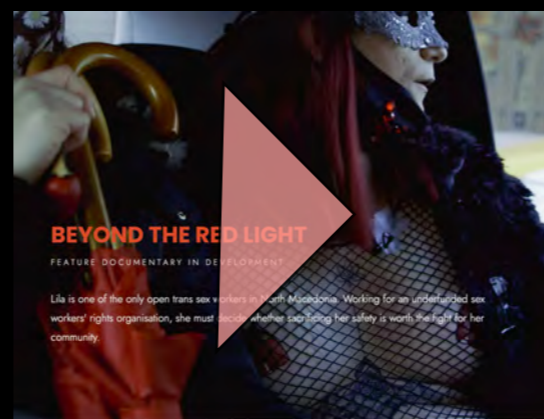 BEYOND THE RED LIGHT
FEATURE DOCUMENTARY IN DEVELOPMENT
Lila is one of the only open trans sex workers in North Macedonia. Working for an underfunded sex
workers' rights organisation, she must decide whether sacrificing her safety is worth the fight for her
community.